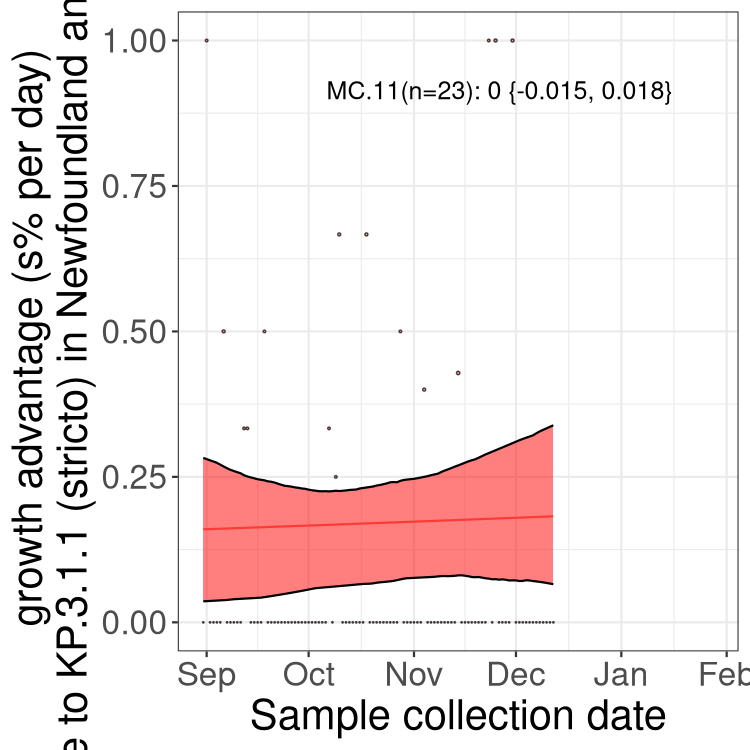 growth advantage (s% per day)
e to KP.3.1.1 (stricto) in Newfoundland an
1.00
0.75
0.50
0.25
0.00
MC.11(n=23): 0 {-0.015, 0.018}
Sep Oct Nov Dec Jan Feb
Sample collection date